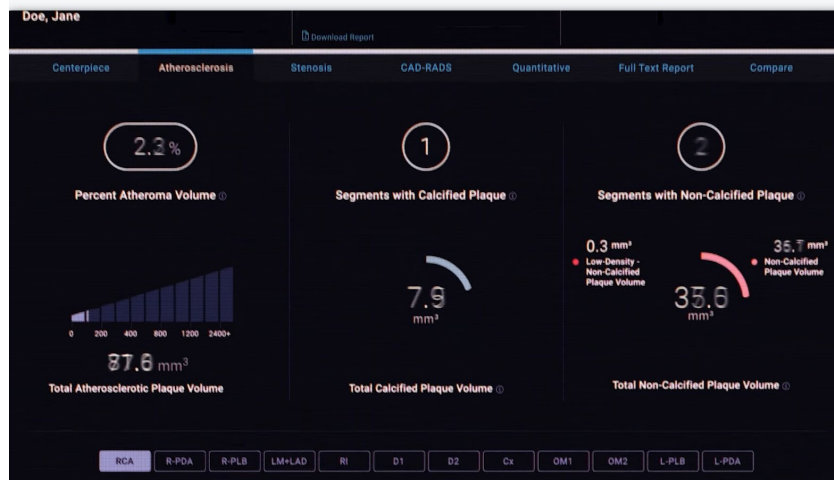 Doe, Jane
Download Report
Centerpiece Atherosclerosis Stenosis CAD-RADS Quantitative Full Text Report Compare
1
Percent Atheroma Volume
Segments with Calcified Plaque
Segments with Non-Calcified Plaque
0.3 mm³
Low-Density -
Non-Calcified
Plaque Volume
mm³
Non-Calcified
Plaque Volume
mm³
mm³
0 200 400 800 1200 2400+
mm³
Total Atherosclerotic Plaque Volume
Total Calcified Plaque Volume
Total Non-Calcified Plaque Volume
RCA R-PDA R-PLB LM+LAD RI D1 D2 Cx OM1 OM2 L-PLB L-PDA